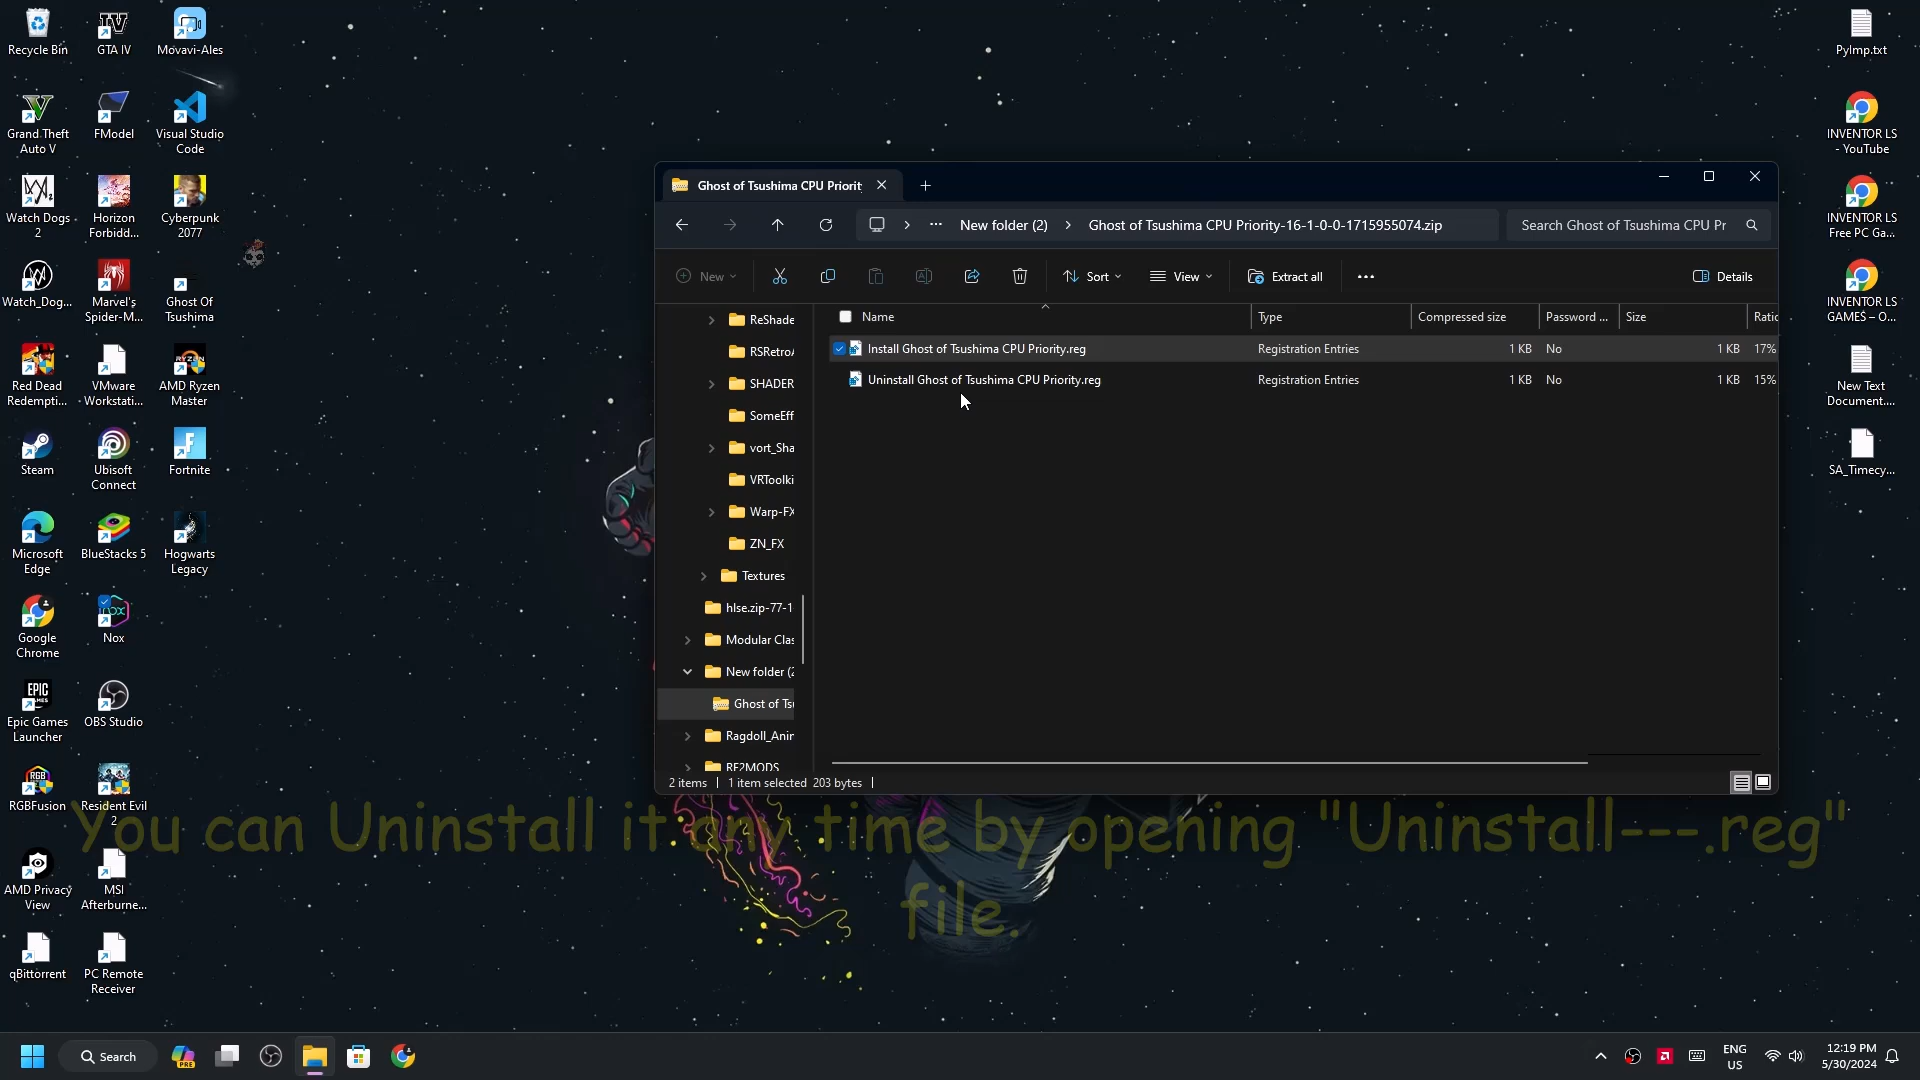 Recycle Bin
GTA IV
Movavi-Ales
Grand Theft
Auto V
FModel
Visual Studio
Code
Watch Dogs
2
Horizon
Forbidd...
Cyberpunk
2077
Watch_Dog...
Marvel's
Spider-M...
Ghost Of
Tsushima
Red Dead
Redempti...
VMware
Workstati...
AMD Ryzen
Master
RYZEN
Steam
Ubisoft
Connect
Fortnite
Microsoft
Edge
BlueStacks 5
Hogwarts
Legacy
Google
Chrome
Nox
EPIC
GAMES
Epic Games
Launcher
OBS Studio
RGB
RGBFusion
Resident Evil
2
AMD Privacy
View
MSI
Afterburne...
qBittorrent
PC Remote
Receiver
PyImp.txt
INVENTOR LS
- YouTube
INVENTOR LS
Free PC Ga...
INVENTOR LS
GAMES – O...
New Text
Document....
SA_Timecy...
Ghost of Tsushima CPU Priorit
New folder (2)
Ghost of Tsushima CPU Priority-16-1-0-0-1715955074.zip
Search Ghost of Tsushima CPU Pr
New
Sort
View
Extract all
Details
Name
Type
Compressed size
Password ...
Size
Ratio
Install Ghost of Tsushima CPU Priority.reg
Registration Entries
1 KB
No
1 KB
17%
Uninstall Ghost of Tsushima CPU Priority.reg
Registration Entries
1 KB
No
1 KB
15%
ReShade
RSRetroA
SHADER
SomeEff
vort_Sha
VRToolki
Warp-FX
ZN_FX
Textures
hlse.zip-77-1
Modular Clas
New folder (2
Ghost of Tsu
Ragdoll_Anim
RE2MODS
2 items
1 item selected 203 bytes
You can Uninstall it any time by opening "Uninstall---.reg"
file.
Search
PRE
ENG
US
12:19 PM
5/30/2024